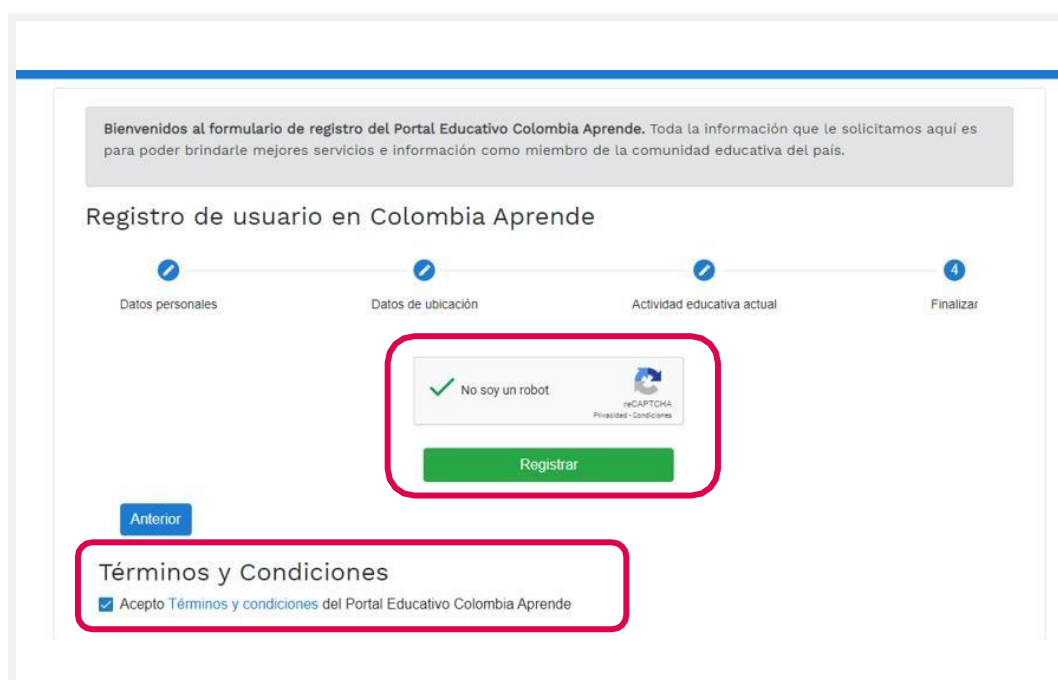 Bienvenidos al formulario de registro del Portal Educativo Colombia Aprende. Toda la información que le solicitamos aquí es
para poder brindarle mejores servicios e información como miembro de la comunidad educativa del país.
Registro de usuario en Colombia Aprende
4
Datos personales
Datos de ubicación
Actividad educativa actual
Finalizar
No soy un robot
reCAPTCHA
Privacidad - Condiciones
Registrar
Anterior
Términos y Condiciones
Acepto Términos y condiciones del Portal Educativo Colombia Aprende